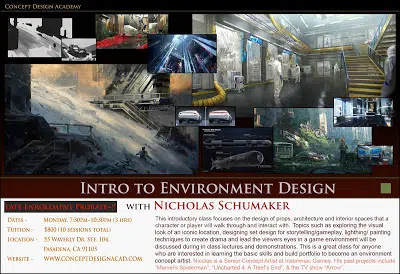 Concept Design Academy
Intro to Environment Design
Late Enrollment Prorate~!!
with Nicholas Schumaker
Dates - Monday, 7:30pm-10:30pm (3 hrs)
Tuition - $800 (10 sessions total)
Location - 55 Waverly Dr. Ste. 104,
Pasadena, CA 91105
Website - www.conceptdesignacad.com
This introductory class focuses on the design of props, architecture and interior spaces that a
character or player will walk through and interact with. Topics such as exploring the visual
look of an iconic location, designing set design for storytelling/gameplay, lighthing/ painting
techniques to create drama and lead the viewers eyes in a game environment will be
discussed during in class lectures and demonstrations. This is a great class for anyone
who are interested in learning the basic skills and build portfolio to become an environment
concept artist. Nicolas is a Senior Concept Artist at Insomniac Games. His past projects include
"Marvel's Spiderman", "Uncharted 4: A Theif's End", & the TV show "Arrow".